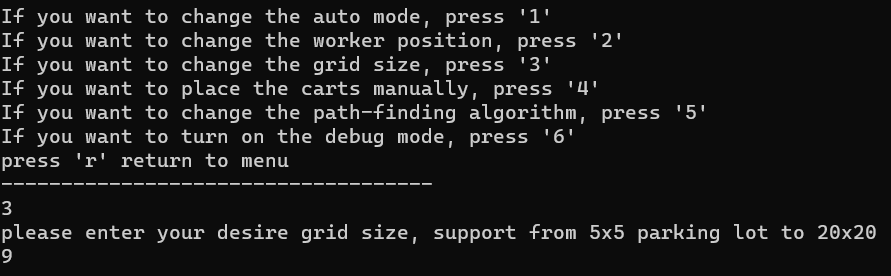 If you want to change the auto mode, press '1'
If you want to change the worker position, press '2'
If you want to change the grid size, press '3'
If you want to place the carts manually, press '4'
If you want to change the path-finding algorithm, press '5'
If you want to turn on the debug mode, press '6'
press 'r' return to menu
------------------------------------
3
please enter your desire grid size, support from 5x5 parking lot to 20x20
9